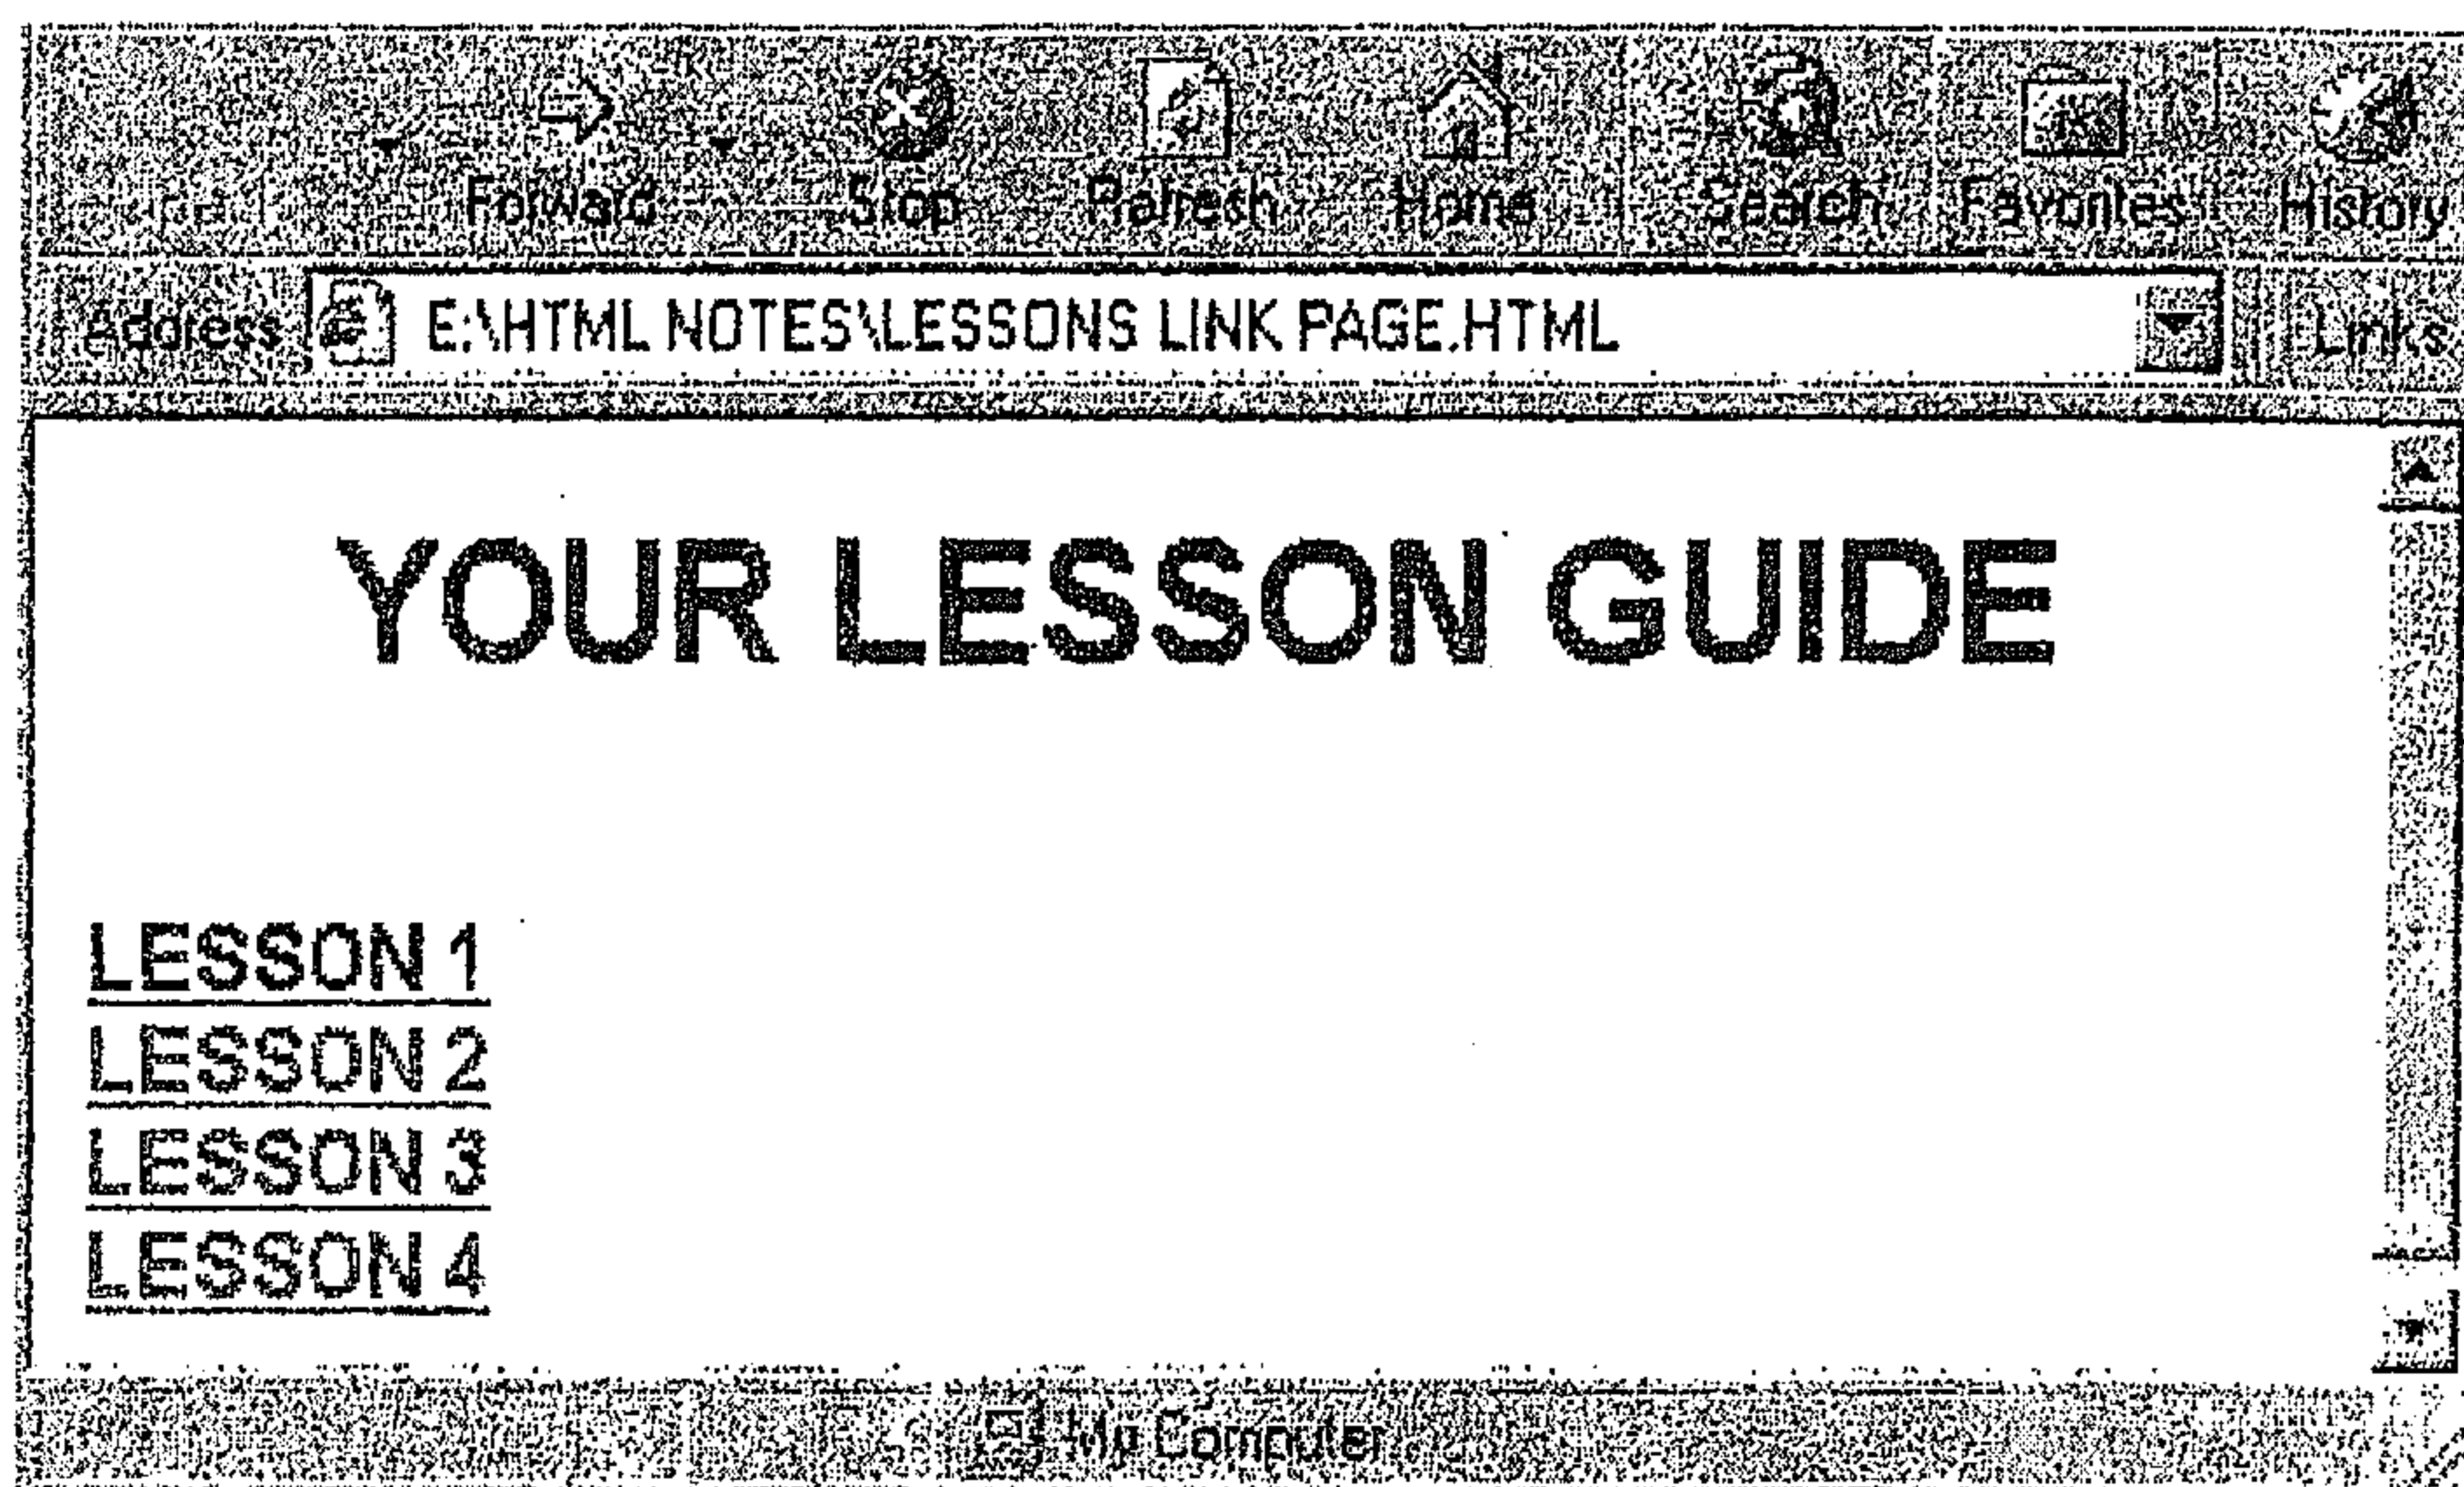 Forward Stop Refresh Home Search Favorites History
Address E:\HTML NOTES\LESSONS LINK PAGE.HTML Links
YOUR LESSON GUIDE
LESSON 1
LESSON 2
LESSON 3
LESSON 4
My Computer